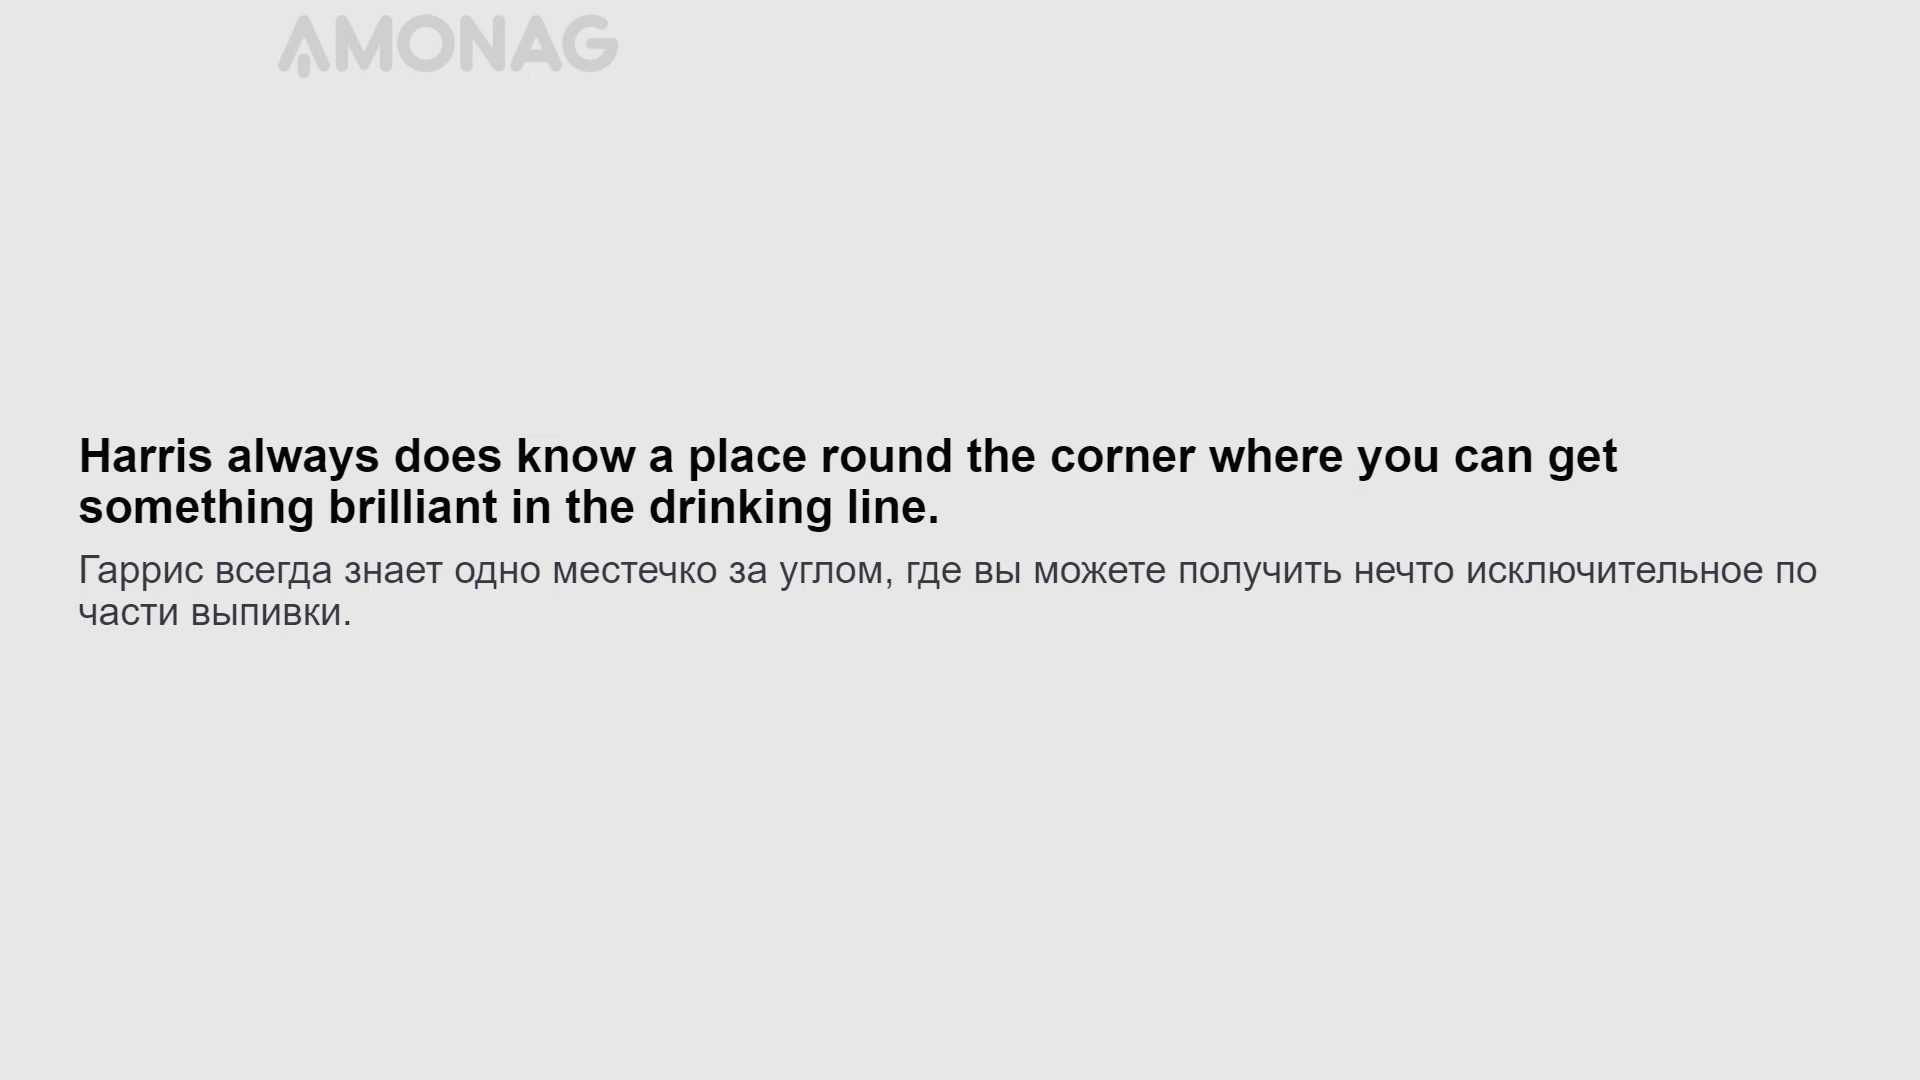 AMONAG
Harris always does know a place round the corner where you can get
something brilliant in the drinking line.
Гаррис всегда знает одно местечко за углом, где вы можете получить нечто исключительное по
части выпивки.